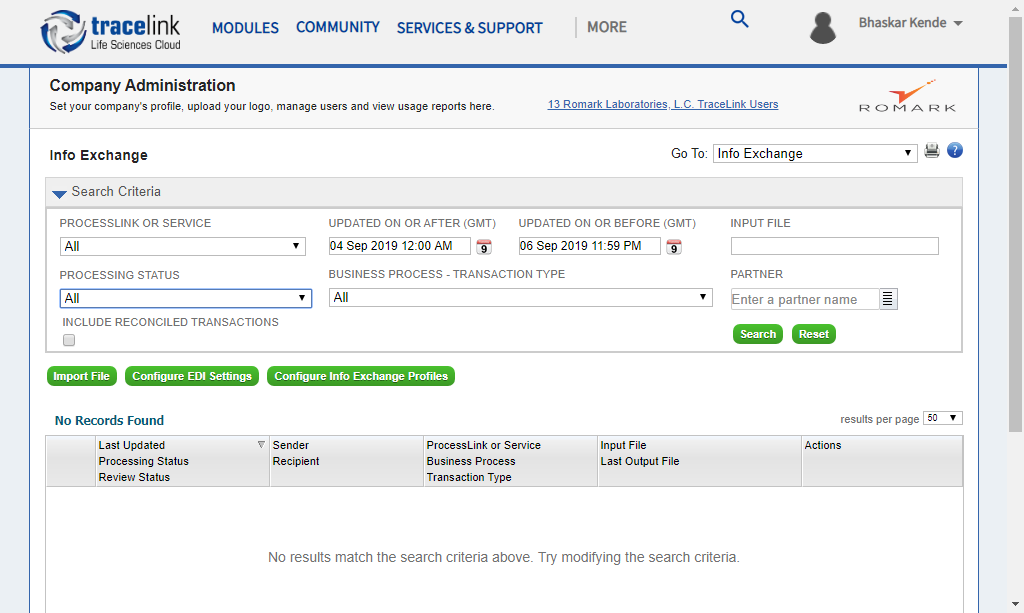 tracelink
Life Sciences Cloud
MODULES COMMUNITY SERVICES & SUPPORT MORE
Bhaskar Kende
Company Administration
Set your company's profile, upload your logo, manage users and view usage reports here.
13 Romark Laboratories, L.C. TraceLink Users
ROMARK
Info Exchange
Go To: Info Exchange
?
Search Criteria
PROCESSLINK OR SERVICE UPDATED ON OR AFTER (GMT) UPDATED ON OR BEFORE (GMT) INPUT FILE
All 04 Sep 2019 12:00 AM 9 06 Sep 2019 11:59 PM 9
PROCESSING STATUS BUSINESS PROCESS - TRANSACTION TYPE PARTNER
All All Enter a partner name
INCLUDE RECONCILED TRANSACTIONS
Search Reset
Import File Configure EDI Settings Configure Info Exchange Profiles
No Records Found results per page 50
Last Updated Sender ProcessLink or Service Input File Actions
Processing Status Recipient Business Process Last Output File
Review Status Transaction Type
No results match the search criteria above. Try modifying the search criteria.